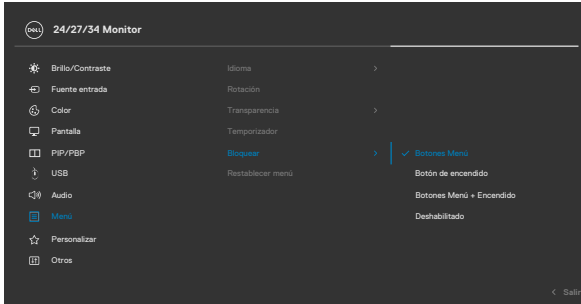 DELL 24/27/34 Monitor
Brillo/Contraste Idioma >
Fuente entrada Rotación
Color Transparencia >
Pantalla Temporizador
PIP/PBP Bloquear > ✓ Botones Menú
USB Restablecer menú Botón de encendido
Audio Botones Menú + Encendido
Menú Deshabilitado
Personalizar
Otros
< Salir